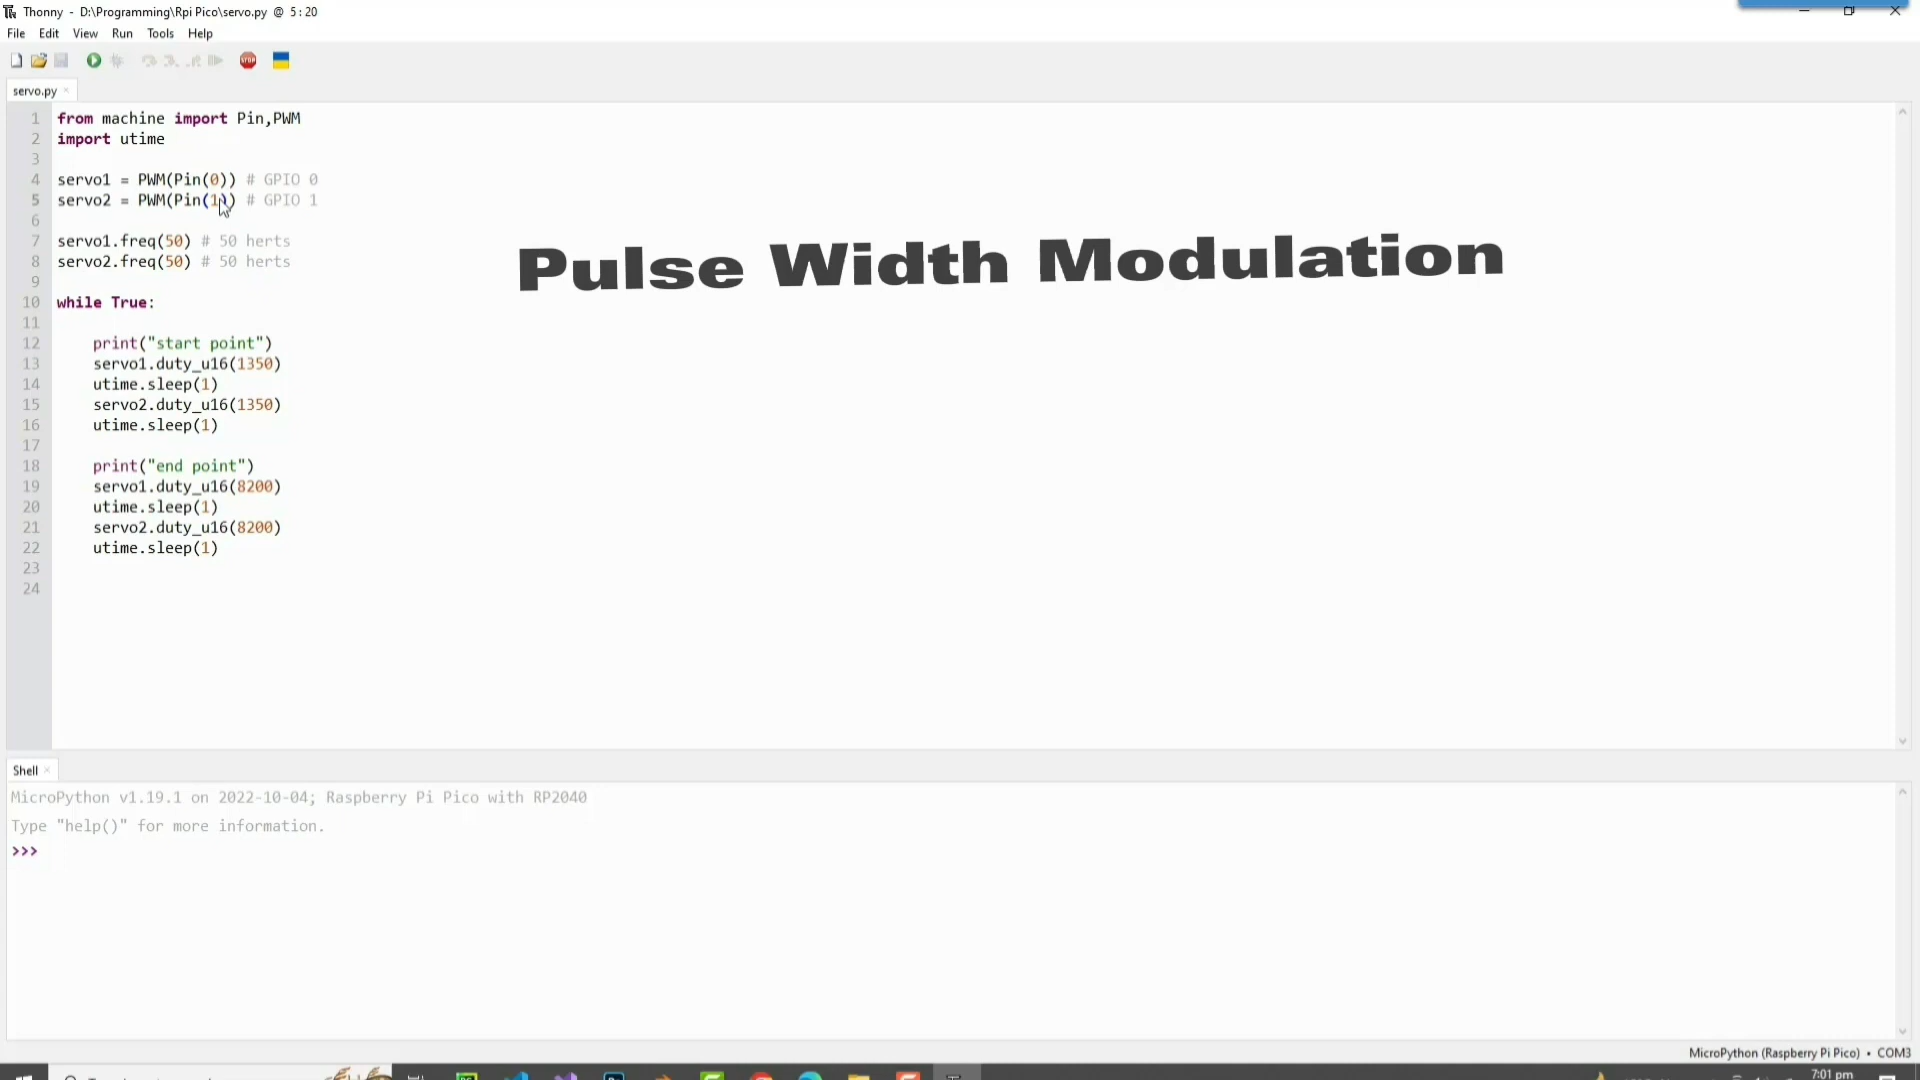 Thonny - D:\Programming\Rpi Pico\servo.py @ 5 : 20
File Edit View Run Tools Help
STOP
servo.py ×
1 from machine import Pin,PWM
2 import utime
3
4 servo1 = PWM(Pin(0)) # GPIO 0
5 servo2 = PWM(Pin(1)) # GPIO 1
6
7 servo1.freq(50) # 50 herts
8 servo2.freq(50) # 50 herts
9
10 while True:
11
12 print("start point")
13 servo1.duty_u16(1350)
14 utime.sleep(1)
15 servo2.duty_u16(1350)
16 utime.sleep(1)
17
18 print("end point")
19 servo1.duty_u16(8200)
20 utime.sleep(1)
21 servo2.duty_u16(8200)
22 utime.sleep(1)
23
24
Pulse Width Modulation
Shell ×
MicroPython v1.19.1 on 2022-10-04; Raspberry Pi Pico with RP2040
Type "help()" for more information.
>>>
MicroPython (Raspberry Pi Pico) • COM3
7:01 pm